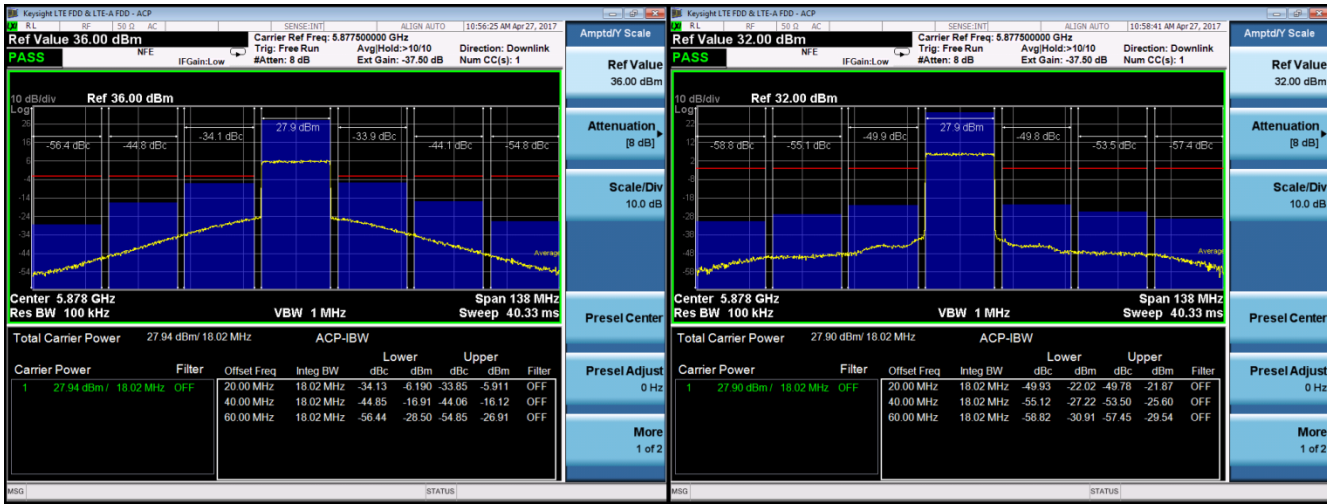 Keysight LTE FDD & LTE-A FDD - ACP
RL RF 50 Ω AC SENSE:INT ALIGN AUTO 10:56:25 AM Apr 27, 2017
Ref Value 36.00 dBm
Carrier Ref Freq: 5.877500000 GHz
NFE Trig: Free Run Avg|Hold:>10/10 Direction: Downlink
PASS IFGain:Low #Atten: 8 dB Ext Gain: -37.50 dB Num CC(s): 1
10 dB/div Ref 36.00 dBm
Log
26
16
6
-4
-14
-24
-34
-44
-54
-56.4 dBc
-44.8 dBc
-34.1 dBc
27.9 dBm
-33.9 dBc
-44.1 dBc
-54.8 dBc
Average
Center 5.878 GHz Span 138 MHz
Res BW 100 kHz VBW 1 MHz Sweep 40.33 ms
Total Carrier Power 27.94 dBm/ 18.02 MHz ACP-IBW
Lower Upper
Carrier Power Filter Offset Freq Integ BW dBc dBm dBc dBm Filter
1 27.94 dBm / 18.02 MHz OFF 20.00 MHz 18.02 MHz -34.13 -6.190 -33.85 -5.911 OFF
40.00 MHz 18.02 MHz -44.85 -16.91 -44.06 -16.12 OFF
60.00 MHz 18.02 MHz -56.44 -28.50 -54.85 -26.91 OFF
MSG STATUS
Amptd/Y Scale
Ref Value
36.00 dBm
Attenuation
[8 dB]
Scale/Div
10.0 dB
Presel Center
Presel Adjust
0 Hz
More
1 of 2
Keysight LTE FDD & LTE-A FDD - ACP
RL RF 50 Ω AC SENSE:INT ALIGN AUTO 10:58:41 AM Apr 27, 2017
Ref Value 32.00 dBm
Carrier Ref Freq: 5.877500000 GHz
NFE Trig: Free Run Avg|Hold:>10/10 Direction: Downlink
PASS IFGain:Low #Atten: 8 dB Ext Gain: -37.50 dB Num CC(s): 1
10 dB/div Ref 32.00 dBm
Log
22
12
2
-8
-18
-28
-38
-48
-58
-58.8 dBc
-55.1 dBc
-49.9 dBc
27.9 dBm
-49.8 dBc
-53.5 dBc
-57.4 dBc
Average
Center 5.878 GHz Span 138 MHz
Res BW 100 kHz VBW 1 MHz Sweep 40.33 ms
Total Carrier Power 27.90 dBm/ 18.02 MHz ACP-IBW
Lower Upper
Carrier Power Filter Offset Freq Integ BW dBc dBm dBc dBm Filter
1 27.90 dBm / 18.02 MHz OFF 20.00 MHz 18.02 MHz -49.93 -22.02 -49.78 -21.87 OFF
40.00 MHz 18.02 MHz -55.12 -27.22 -53.50 -25.60 OFF
60.00 MHz 18.02 MHz -58.82 -30.91 -57.45 -29.54 OFF
MSG STATUS
Amptd/Y Scale
Ref Value
32.00 dBm
Attenuation
[8 dB]
Scale/Div
10.0 dB
Presel Center
Presel Adjust
0 Hz
More
1 of 2